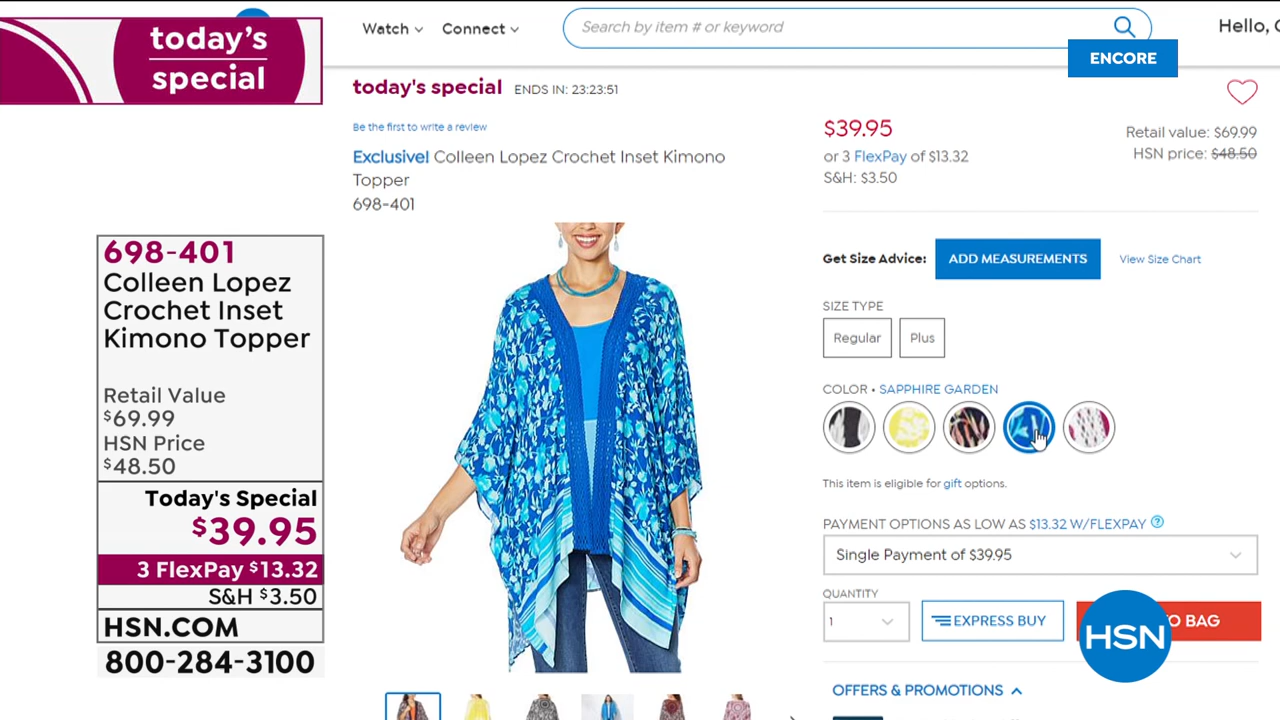 today's
special
Watch
Connect
Search by item # or keyword
Hello,
ENCORE
today's special ENDS IN: 23:23:51
Be the first to write a review
Exclusive! Colleen Lopez Crochet Inset Kimono
Topper
698-401
$39.95
or 3 FlexPay of $13.32
S&H: $3.50
Retail value: $69.99
HSN price: $48.50
698-401
Colleen Lopez
Crochet Inset
Kimono Topper
Retail Value
$69.99
HSN Price
$48.50
Today's Special
$39.95
3 FlexPay $13.32
S&H $3.50
HSN.COM
800-284-3100
Get Size Advice: ADD MEASUREMENTS View Size Chart
SIZE TYPE
Regular Plus
COLOR • SAPPHIRE GARDEN
This item is eligible for gift options.
PAYMENT OPTIONS AS LOW AS $13.32 W/FLEXPAY ?
Single Payment of $39.95
QUANTITY
1
EXPRESS BUY
O BAG
HSN
OFFERS & PROMOTIONS